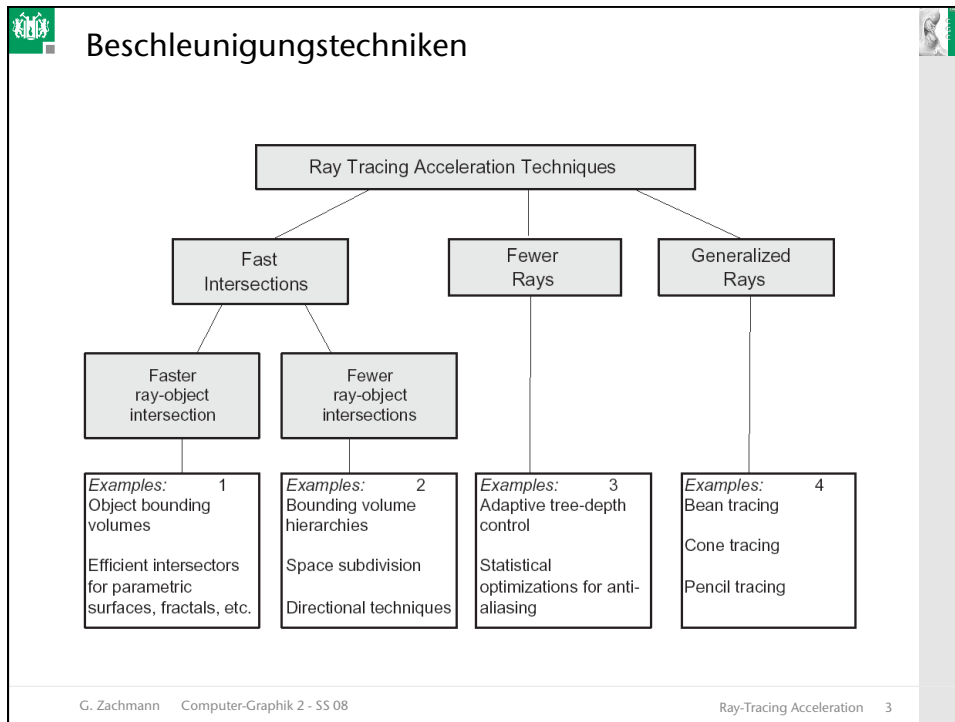 Beschleunigungstechniken
Ray Tracing Acceleration Techniques
Fast
Intersections
Fewer
Rays
Generalized
Rays
Faster
ray-object
intersection
Fewer
ray-object
intersections
Examples: 1
Object bounding
volumes
Efficient intersectors
for parametric
surfaces, fractals, etc.
Examples: 2
Bounding volume
hierarchies
Space subdivision
Directional techniques
Examples: 3
Adaptive tree-depth
control
Statistical
optimizations for anti-
aliasing
Examples: 4
Bean tracing
Cone tracing
Pencil tracing
G. Zachmann Computer-Graphik 2 - SS 08
Ray-Tracing Acceleration 3